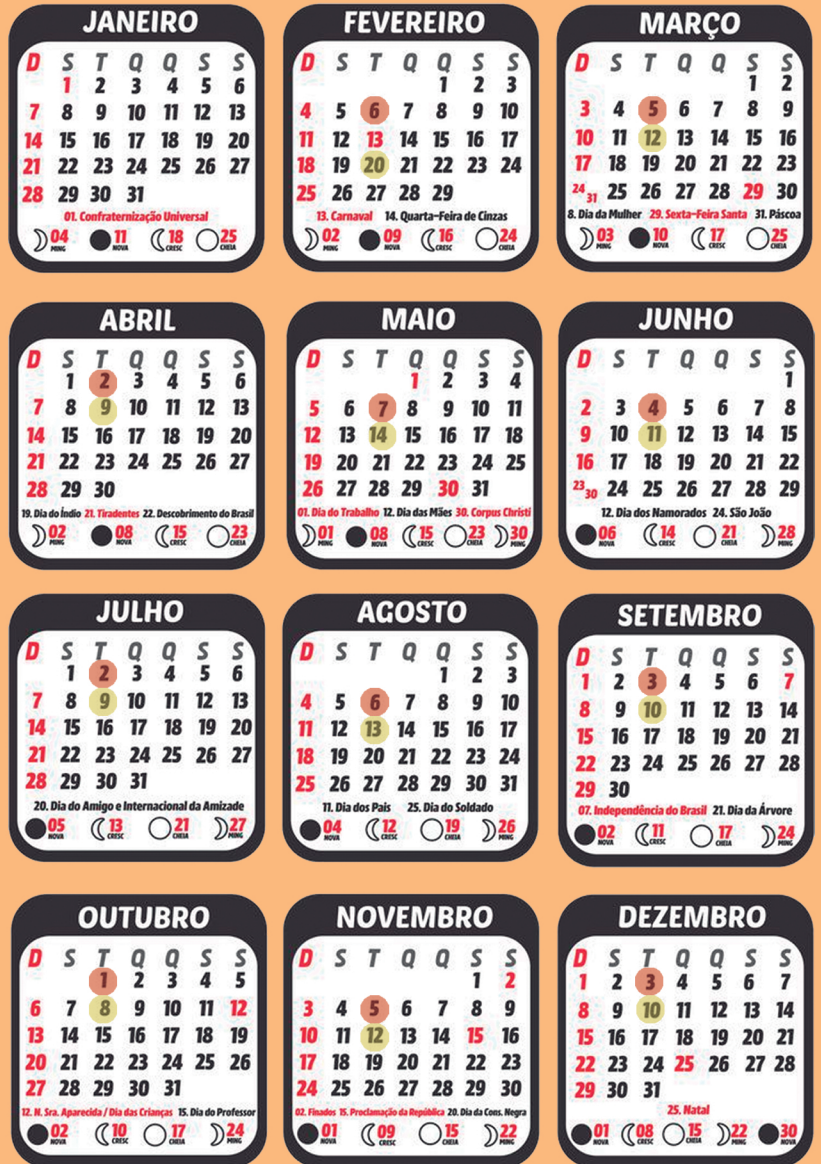 JANEIRO
D S T Q Q S S
1 2 3 4 5 6
7 8 9 10 11 12 13
14 15 16 17 18 19 20
21 22 23 24 25 26 27
28 29 30 31
01. Confraternização Universal
04 MING 11 NOVA 18 CRESC 25 CHEIA
FEVEREIRO
D S T Q Q S S
1 2 3
4 5 6 7 8 9 10
11 12 13 14 15 16 17
18 19 20 21 22 23 24
25 26 27 28 29
13. Carnaval 14. Quarta-Feira de Cinzas
02 MING 09 NOVA 16 CRESC 24 CHEIA
MARÇO
D S T Q Q S S
1 2
3 4 5 6 7 8 9
10 11 12 13 14 15 16
17 18 19 20 21 22 23
24 31 25 26 27 28 29 30
8. Dia da Mulher 29. Sexta-Feira Santa 31. Páscoa
03 MING 10 NOVA 17 CRESC 25 CHEIA
ABRIL
D S T Q Q S S
1 2 3 4 5 6
7 8 9 10 11 12 13
14 15 16 17 18 19 20
21 22 23 24 25 26 27
28 29 30
19. Dia do Índio 21. Tiradentes 22. Descobrimento do Brasil
02 MING 08 NOVA 15 CRESC 23 CHEIA
MAIO
D S T Q Q S S
1 2 3 4
5 6 7 8 9 10 11
12 13 14 15 16 17 18
19 20 21 22 23 24 25
26 27 28 29 30 31
01. Dia do Trabalho 12. Dia das Mães 30. Corpus Christi
01 MING 08 NOVA 15 CRESC 23 CHEIA 30 MING
JUNHO
D S T Q Q S S
1
2 3 4 5 6 7 8
9 10 11 12 13 14 15
16 17 18 19 20 21 22
23 30 24 25 26 27 28 29
12. Dia dos Namorados 24. São João
06 NOVA 14 CRESC 21 CHEIA 28 MING
JULHO
D S T Q Q S S
1 2 3 4 5 6
7 8 9 10 11 12 13
14 15 16 17 18 19 20
21 22 23 24 25 26 27
28 29 30 31
20. Dia do Amigo e Internacional da Amizade
05 NOVA 13 CRESC 21 CHEIA 27 MING
AGOSTO
D S T Q Q S S
1 2 3
4 5 6 7 8 9 10
11 12 13 14 15 16 17
18 19 20 21 22 23 24
25 26 27 28 29 30 31
11. Dia dos Pais 25. Dia do Soldado
04 NOVA 12 CRESC 19 CHEIA 26 MING
SETEMBRO
D S T Q Q S S
1 2 3 4 5 6 7
8 9 10 11 12 13 14
15 16 17 18 19 20 21
22 23 24 25 26 27 28
29 30
07. Independência do Brasil 21. Dia da Árvore
02 NOVA 11 CRESC 17 CHEIA 24 MING
OUTUBRO
D S T Q Q S S
1 2 3 4 5
6 7 8 9 10 11 12
13 14 15 16 17 18 19
20 21 22 23 24 25 26
27 28 29 30 31
12. N. Sra. Aparecida / Dia das Crianças 15. Dia do Professor
02 NOVA 10 CRESC 17 CHEIA 24 MING
NOVEMBRO
D S T Q Q S S
1 2
3 4 5 6 7 8 9
10 11 12 13 14 15 16
17 18 19 20 21 22 23
24 25 26 27 28 29 30
02. Finados 15. Proclamação da República 20. Dia da Cons. Negra
01 NOVA 09 CRESC 15 CHEIA 22 MING
DEZEMBRO
D S T Q Q S S
1 2 3 4 5 6 7
8 9 10 11 12 13 14
15 16 17 18 19 20 21
22 23 24 25 26 27 28
29 30 31
25. Natal
01 NOVA 08 CRESC 15 CHEIA 22 MING 30 NOVA